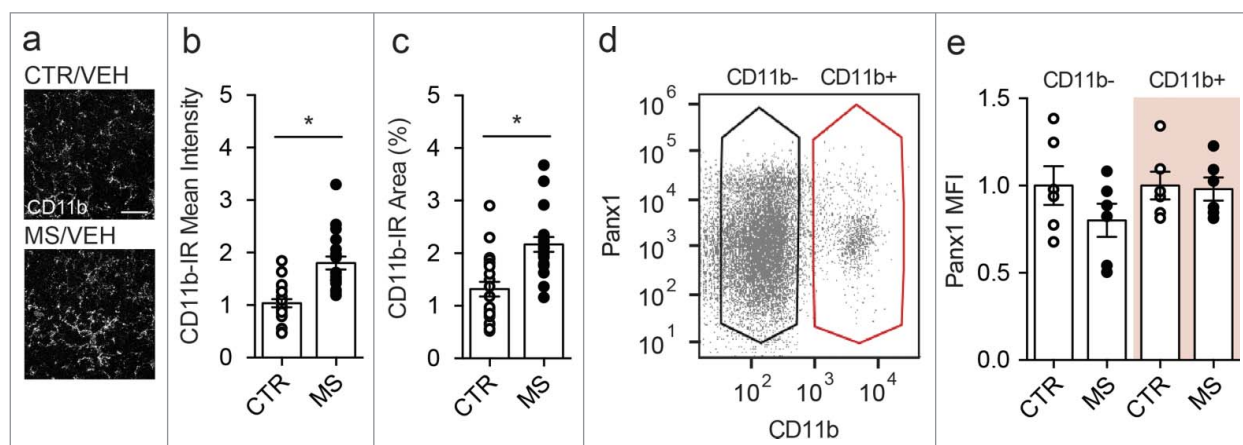 a
CTR/VEH
CD11b
MS/VEH
b
CD11b-IR Mean Intensity
5
4
3
2
1
0
*
CTR
MS
c
CD11b-IR Area (%)
5
4
3
2
1
0
*
CTR
MS
d
CD11b- CD11b+
Panx1
10^6
10^5
10^4
10^3
10^2
10^1
10^2 10^3 10^4
CD11b
e
CD11b- CD11b+
Panx1 MFI
1.5
1.0
0.5
0.0
CTR
MS
CTR
MS